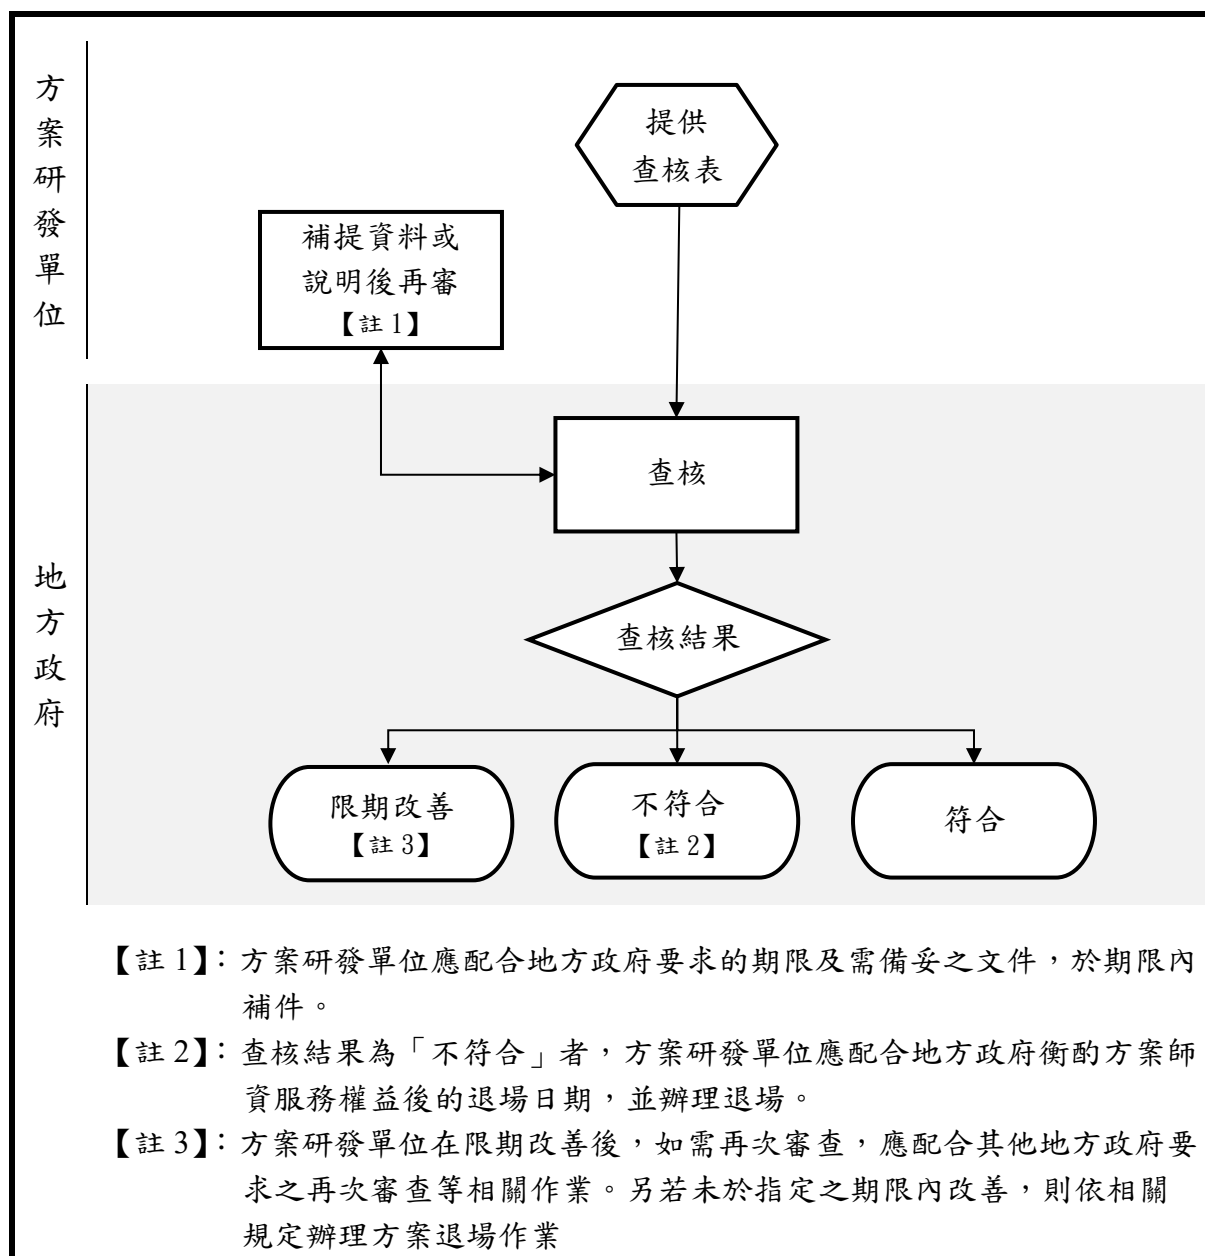 方案研發單位
提供
查核表
補提資料或
說明後再審
【註 1】
地方政府
查核
查核結果
限期改善
【註 3】
不符合
【註 2】
符合
【註 1】：方案研發單位應配合地方政府要求的期限及需備妥之文件，於期限內
補件。
【註 2】：查核結果為「不符合」者，方案研發單位應配合地方政府衡酌方案師
資服務權益後的退場日期，並辦理退場。
【註 3】：方案研發單位在限期改善後，如需再次審查，應配合其他地方政府要
求之再次審查等相關作業。另若未於指定之期限內改善，則依相關
規定辦理方案退場作業